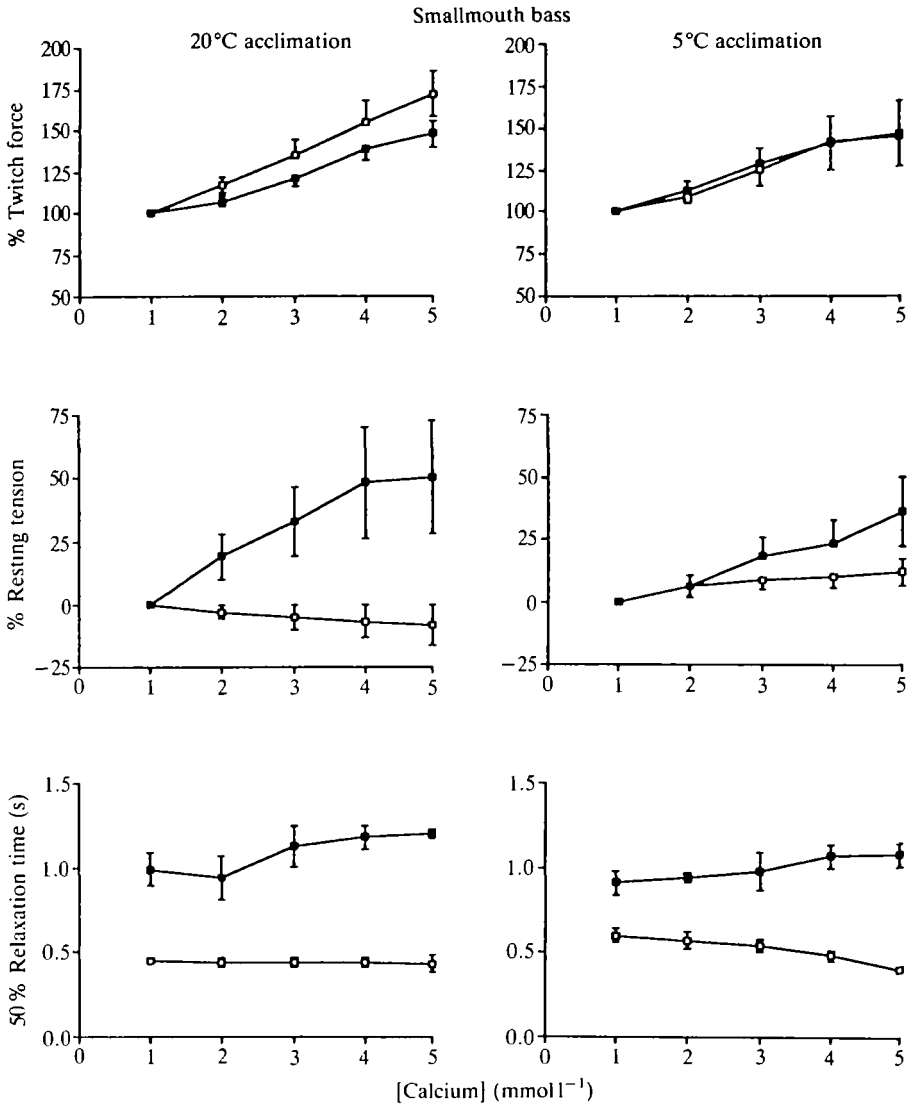 Smallmouth bass
20°C acclimation
5°C acclimation
% Twitch force
200
175
150
125
100
75
50
0 1 2 3 4 5
200
175
150
125
100
75
50
0 1 2 3 4 5
% Resting tension
75
50
25
0
−25
0 1 2 3 4 5
75
50
25
0
−25
0 1 2 3 4 5
50% Relaxation time (s)
1.5
1.0
0.5
0.0
0 1 2 3 4 5
1.5
1.0
0.5
0.0
0 1 2 3 4 5
[Calcium] (mmol l⁻¹)